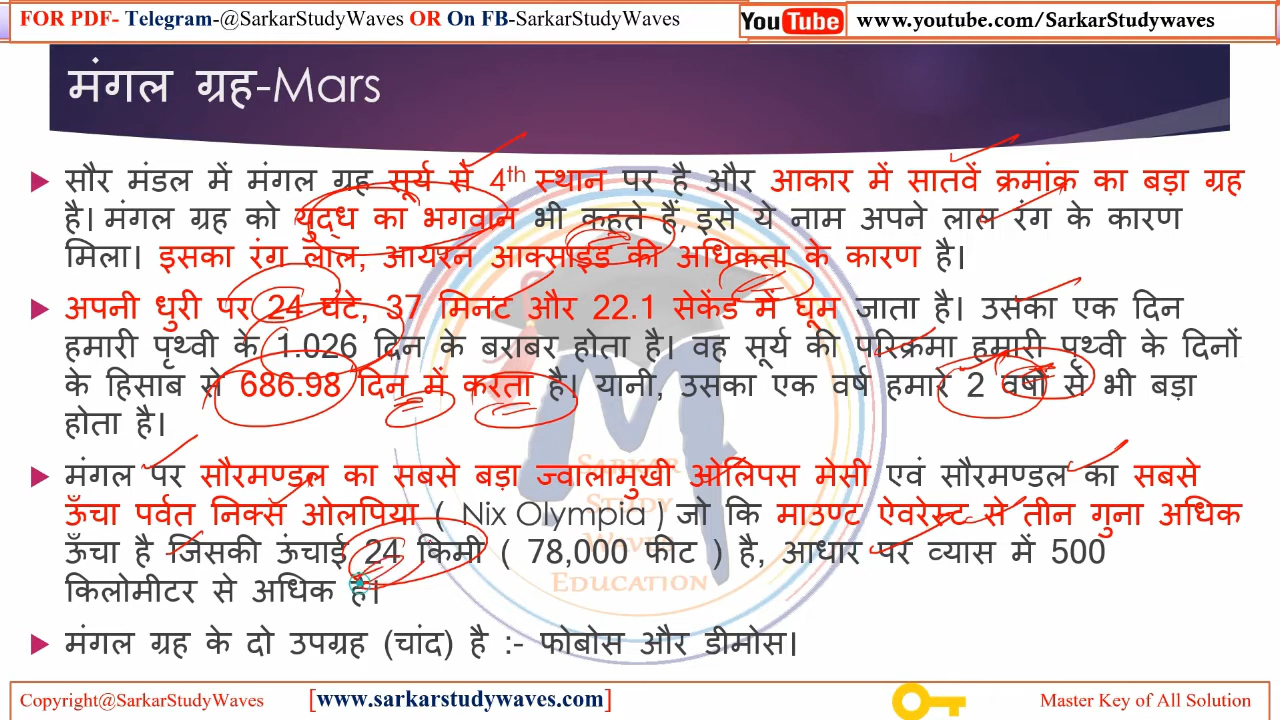 FOR PDF- Telegram-@SarkarStudyWaves OR On FB-SarkarStudyWaves
YouTube www.youtube.com/SarkarStudywaves
मंगल ग्रह-Mars
सौर मंडल में मंगल ग्रह सूर्य से 4th स्थान पर है और आकार में सातवें क्रमांक का बड़ा ग्रह
है। मंगल ग्रह को युद्ध का भगवान भी कहते हैं, इसे ये नाम अपने लाल रंग के कारण
मिला। इसका रंग लाल, आयरन आक्साइड की अधिकता के कारण है।
अपनी धुरी पर 24 घंटे, 37 मिनट और 22.1 सेकेंड में घूम जाता है। उसका एक दिन
हमारी पृथ्वी के 1.026 दिन के बराबर होता है। वह सूर्य की परिक्रमा हमारी पृथ्वी के दिनों
के हिसाब से 686.98 दिन में करता है। यानी, उसका एक वर्ष हमारे 2 वर्षों से भी बड़ा
होता है।
मंगल पर सौरमण्डल का सबसे बड़ा ज्वालामुखी ओलिपस मेसी एवं सौरमण्डल का सबसे
ऊँचा पर्वत निक्स ओलपिया ( Nix Olympia ) जो कि माउण्ट ऐवरेस्ट से तीन गुना अधिक
ऊँचा है जिसकी ऊंचाई 24 किमी ( 78,000 फीट ) है, आधार पर व्यास में 500
किलोमीटर से अधिक है।
मंगल ग्रह के दो उपग्रह (चांद) है :- फोबोस और डीमोस।
SARKAR
STUDY
WAVES
EDUCATION
Copyright@SarkarStudyWaves [www.sarkarstudywaves.com] Master Key of All Solution